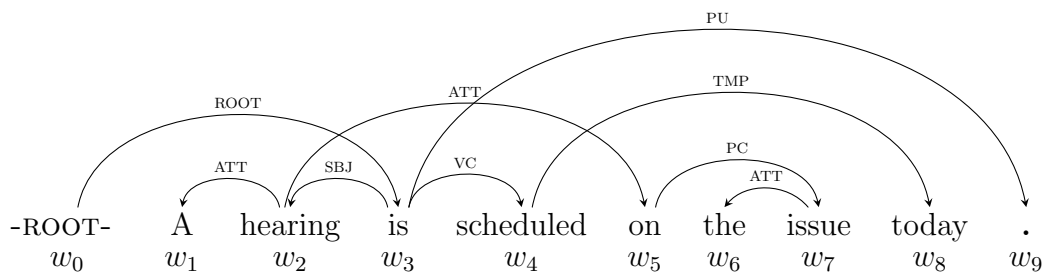 PU
TMP
ROOT ATT
ATT SBJ VC PC
ATT
-ROOT- A hearing is scheduled on the issue today .
w0 w1 w2 w3 w4 w5 w6 w7 w8 w9